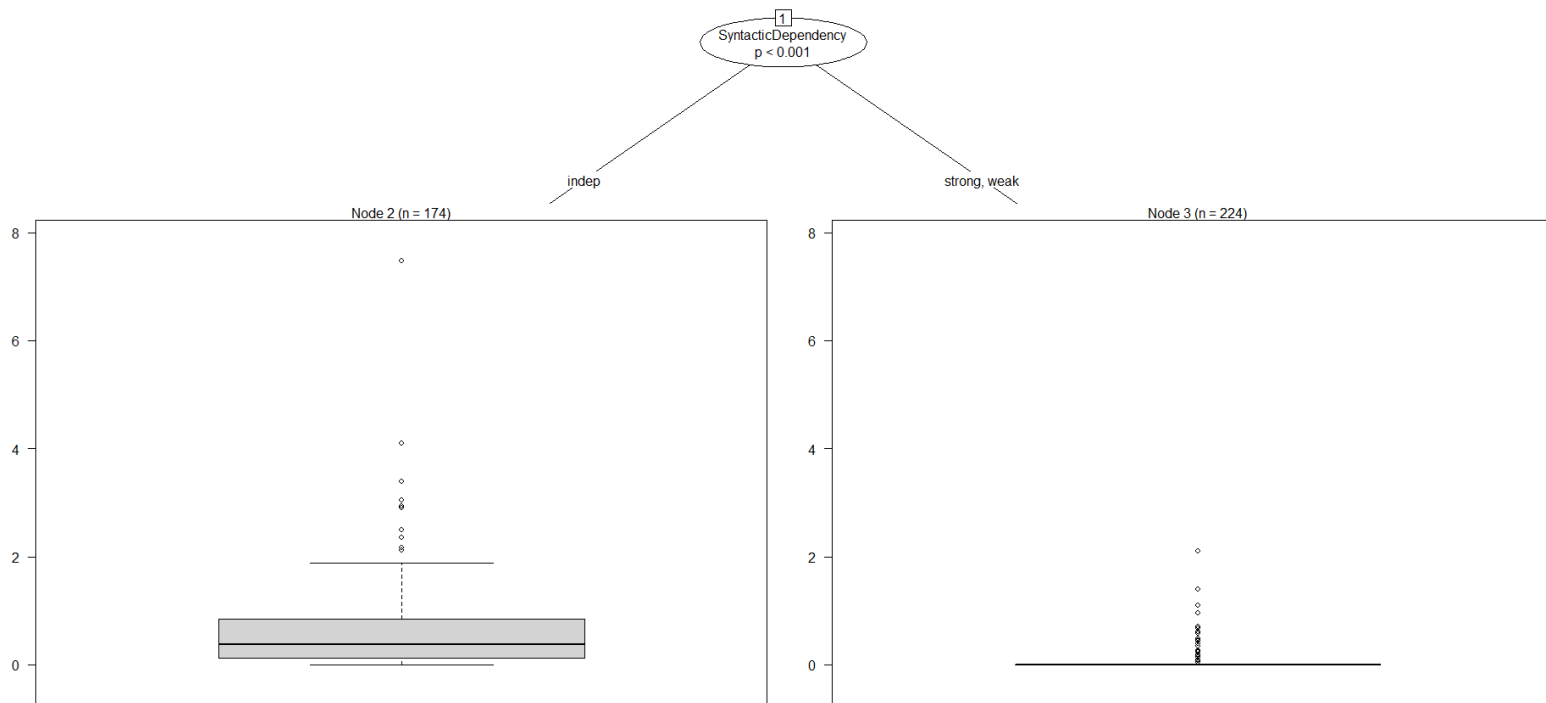 1
SyntacticDependency
p < 0.001
indep
strong, weak
Node 2 (n = 174)
Node 3 (n = 224)
8
6
4
2
0
8
6
4
2
0